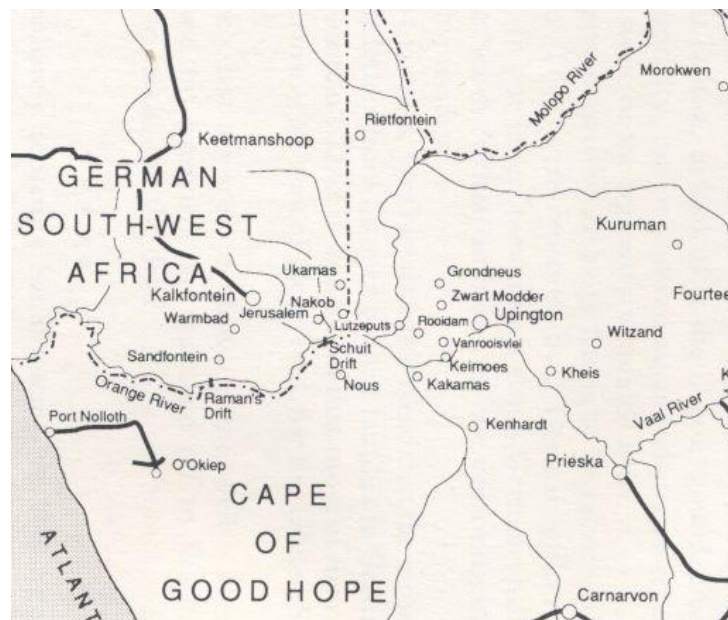 Morokwen
Molopo River
Rietfontein
Keetmanshoop
GERMAN
SOUTH-WEST
AFRICA
Kuruman
Ukamas
Grondneus
Kalkfontein
Nakob
Zwart Modder
Fourtee
Jerusalem
Warmbad
Lutzeputs
Rooidam
Upington
Witzand
Vanrooisvlei
Sandfontein
Schuit
Drift
Keimoes
Kheis
Nous
Kakamas
Orange River
Raman's
Drift
K
Vaal River
Port Nolloth
Kenhardt
O'Okiep
Prieska
CAPE
OF
GOOD HOPE
ATLANT
Carnarvon